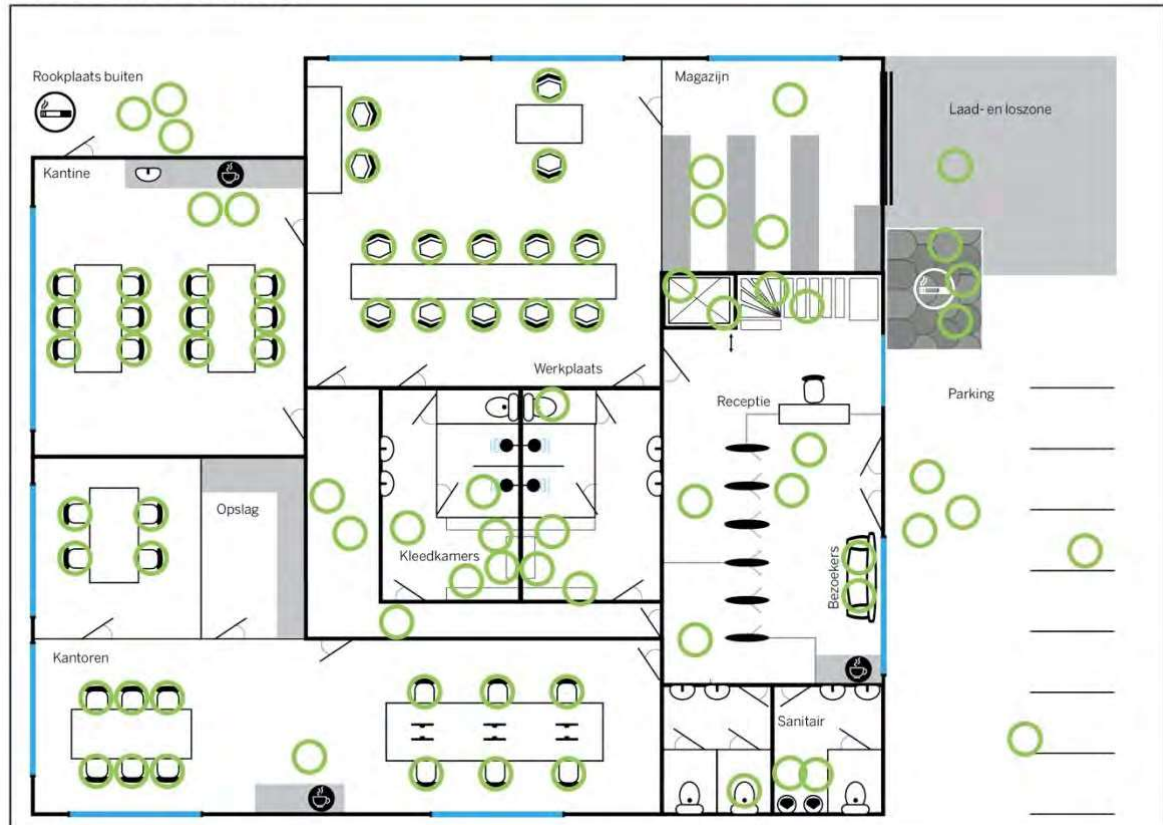 Rookplaats buiten
Magazijn
Laad- en loszone
Kantine
Werkplaats
Receptie
Parking
Opslag
Kleedkamers
Bezoekers
Kantoren
Sanitair